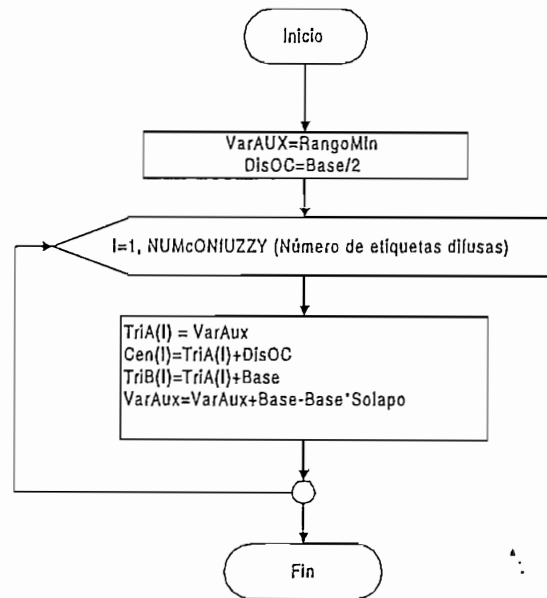 Inicio
VarAUX=RangoMin
DisOC=Base/2
I=1, NUMcONfUZZY (Número de etiquetas difusas)
TriA(I) = VarAux
Cen(I)=TriA(I)+DisOC
TriB(I)=TriA(I)+Base
VarAux=VarAux+Base-Base*Solapo
Fin